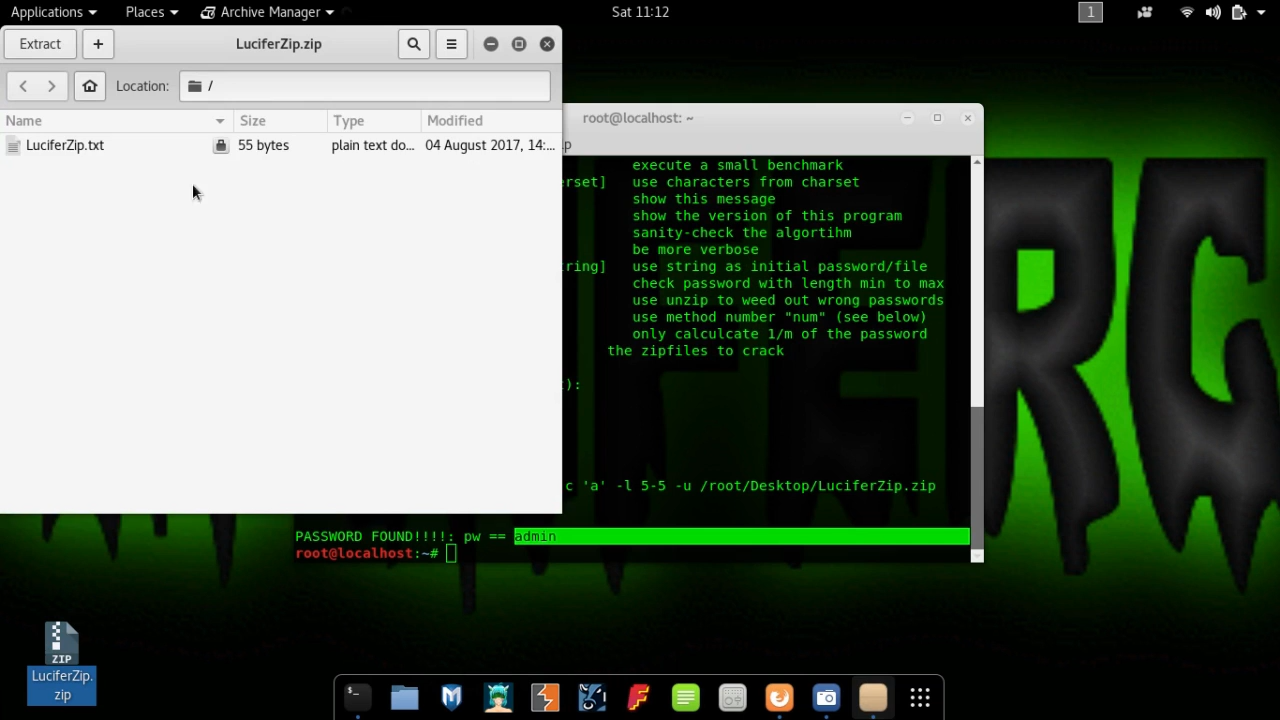 Applications
Places
Archive Manager
Sat 11:12
1
Extract
+
LuciferZip.zip
Location:
/
Name
Size
Type
Modified
LuciferZip.txt
55 bytes
plain text do...
04 August 2017, 14:...
root@localhost: ~
execute a small benchmark
erset] use characters from charset
show this message
show the version of this program
sanity-check the algortihm
be more verbose
ring] use string as initial password/file
check password with length min to max
use unzip to weed out wrong passwords
use method number "num" (see below)
only calculcate 1/m of the password
the zipfiles to crack
):
c 'a' -l 5-5 -u /root/Desktop/LuciferZip.zip
PASSWORD FOUND!!!!: pw == admin
root@localhost:~#
ZIP
LuciferZip.
zip
RG